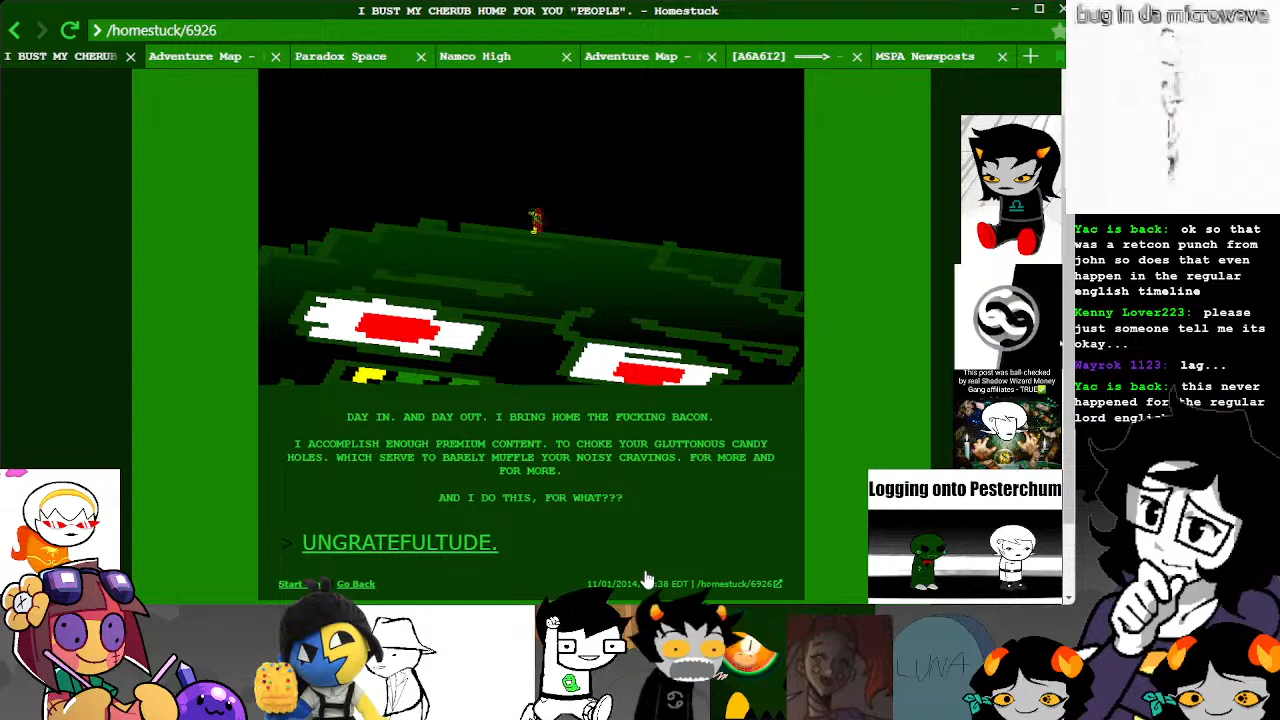 I BUST MY CHERUB HUMP FOR YOU "PEOPLE". - Homestuck
/homestuck/6926
I BUST MY CHERUB
Adventure Map -
Paradox Space
Namco High
Adventure Map -
[A6A6I2] ====>
MSPA Newsposts
bug in da microwave
Yac is back: ok so that
was a retcon punch from
john so does that even
happen in the regular
english timeline
Kenny Lover223: please
just someone tell me its
okay...
Wayrok 1123: lag...
Yac is back: this never
happened for the regular
lord english
This post was ball-checked
by real Shadow Wizard Money
Gang affiliates - TRUE✅
Logging onto Pesterchum
DAY IN. AND DAY OUT. I BRING HOME THE FUCKING BACON.
I ACCOMPLISH ENOUGH PREMIUM CONTENT. TO CHOKE YOUR GLUTTONOUS CANDY
HOLES. WHICH SERVE TO BARELY MUFFLE YOUR NOISY CRAVINGS. FOR MORE AND
FOR MORE.
AND I DO THIS, FOR WHAT???
> UNGRATEFULTUDE.
Start
Go Back
11/01/2014, :38 EDT | /homestuck/6926
LUNA